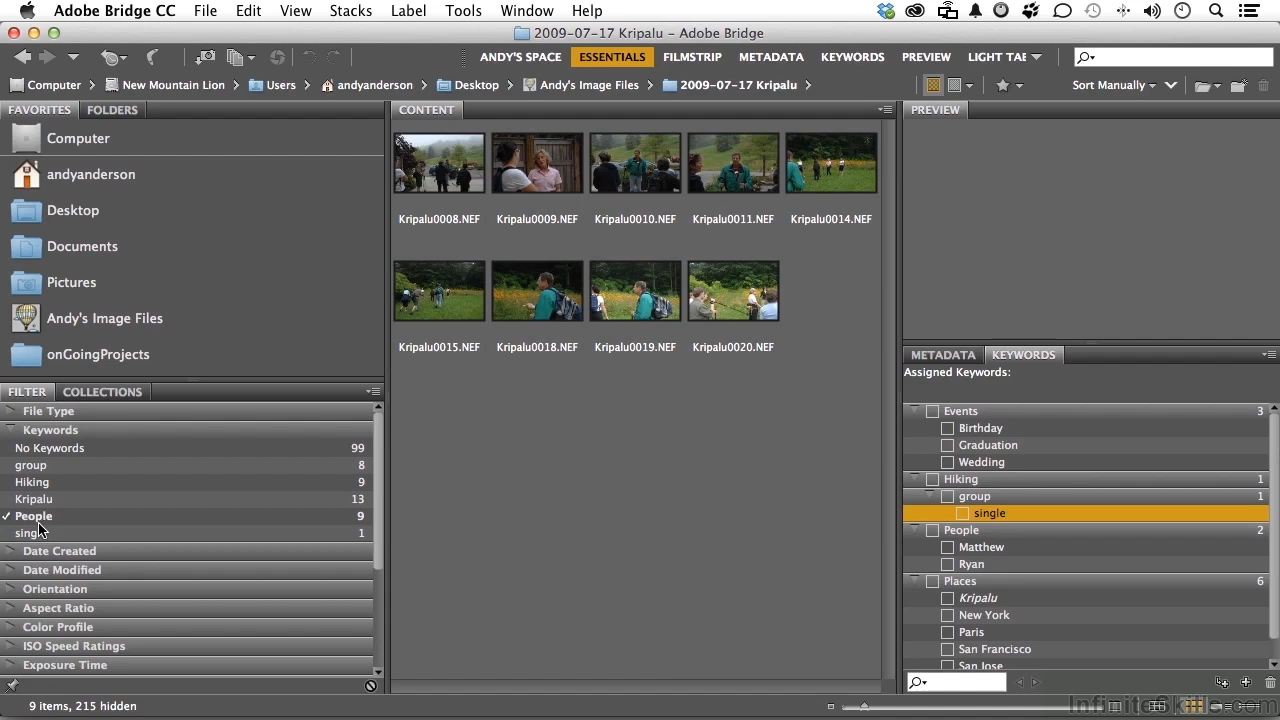 Adobe Bridge CC File Edit View Stacks Label Tools Window Help
2009-07-17 Kripalu – Adobe Bridge
ANDY'S SPACE ESSENTIALS FILMSTRIP METADATA KEYWORDS PREVIEW LIGHT TAE
Computer New Mountain Lion Users andyanderson Desktop Andy's Image Files 2009-07-17 Kripalu Sort Manually
FAVORITES FOLDERS
Computer
andyanderson
Desktop
Documents
Pictures
Andy's Image Files
onGoingProjects
FILTER COLLECTIONS
File Type
Keywords
No Keywords 99
group 8
Hiking 9
Kripalu 13
✓ People 9
single 1
Date Created
Date Modified
Orientation
Aspect Ratio
Color Profile
ISO Speed Ratings
Exposure Time
9 items, 215 hidden
CONTENT
Kripalu0008.NEF Kripalu0009.NEF Kripalu0010.NEF Kripalu0011.NEF Kripalu0014.NEF
Kripalu0015.NEF Kripalu0018.NEF Kripalu0019.NEF Kripalu0020.NEF
PREVIEW
METADATA KEYWORDS
Assigned Keywords:
Events 3
Birthday
Graduation
Wedding
Hiking 1
group 1
single
People 2
Matthew
Ryan
Places 6
Kripalu
New York
Paris
San Francisco
San Jose
InfiniteSkills.com